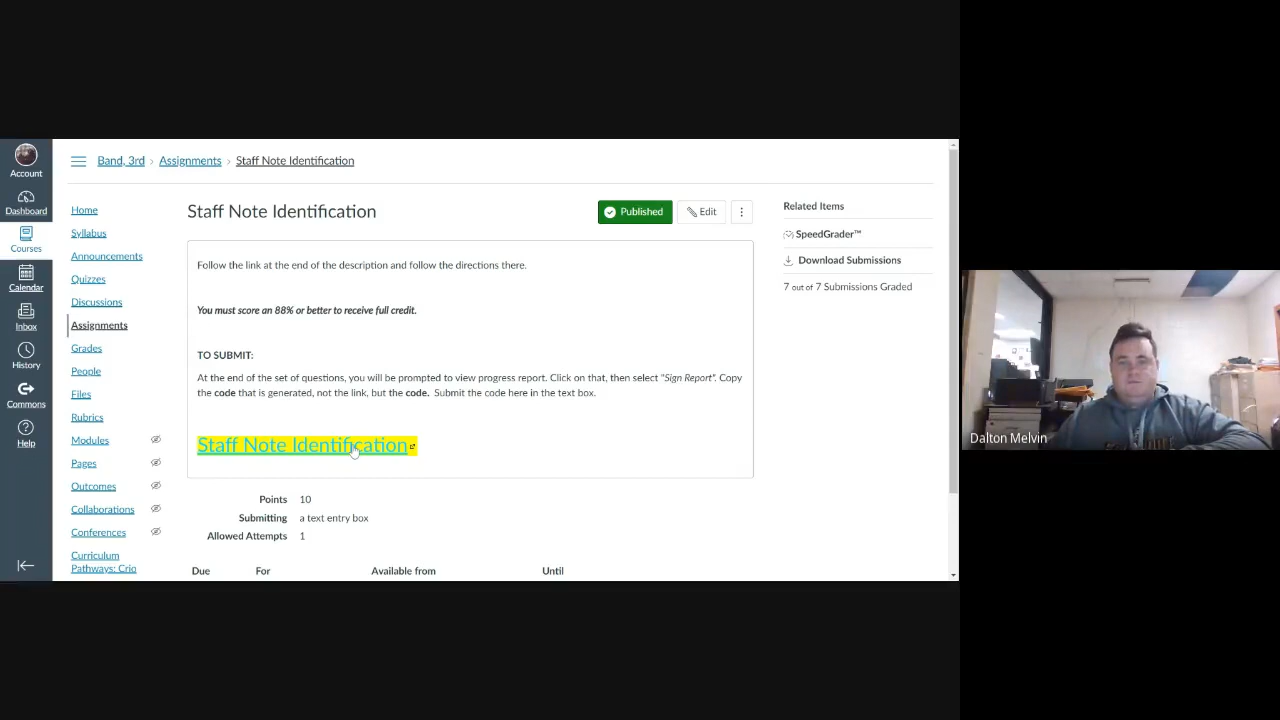 Account
Dashboard
Courses
Calendar
Inbox
History
Commons
Help
Band, 3rd › Assignments › Staff Note Identification
Home
Syllabus
Announcements
Quizzes
Discussions
Assignments
Grades
People
Files
Rubrics
Modules
Pages
Outcomes
Collaborations
Conferences
Curriculum
Pathways: Crio
Staff Note Identification
Published
Edit
Follow the link at the end of the description and follow the directions there.
You must score an 88% or better to receive full credit.
TO SUBMIT:
At the end of the set of questions, you will be prompted to view progress report. Click on that, then select "Sign Report". Copy
the code that is generated, not the link, but the code. Submit the code here in the text box.
Staff Note Identification
Points 10
Submitting a text entry box
Allowed Attempts 1
Due For Available from Until
Related Items
SpeedGrader™
Download Submissions
7 out of 7 Submissions Graded
Dalton Melvin